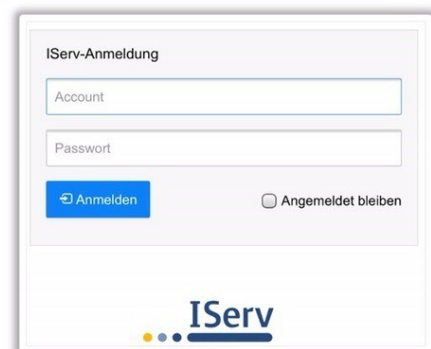 IServ-Anmeldung
Account
Passwort
Anmelden
Angemeldet bleiben
IServ